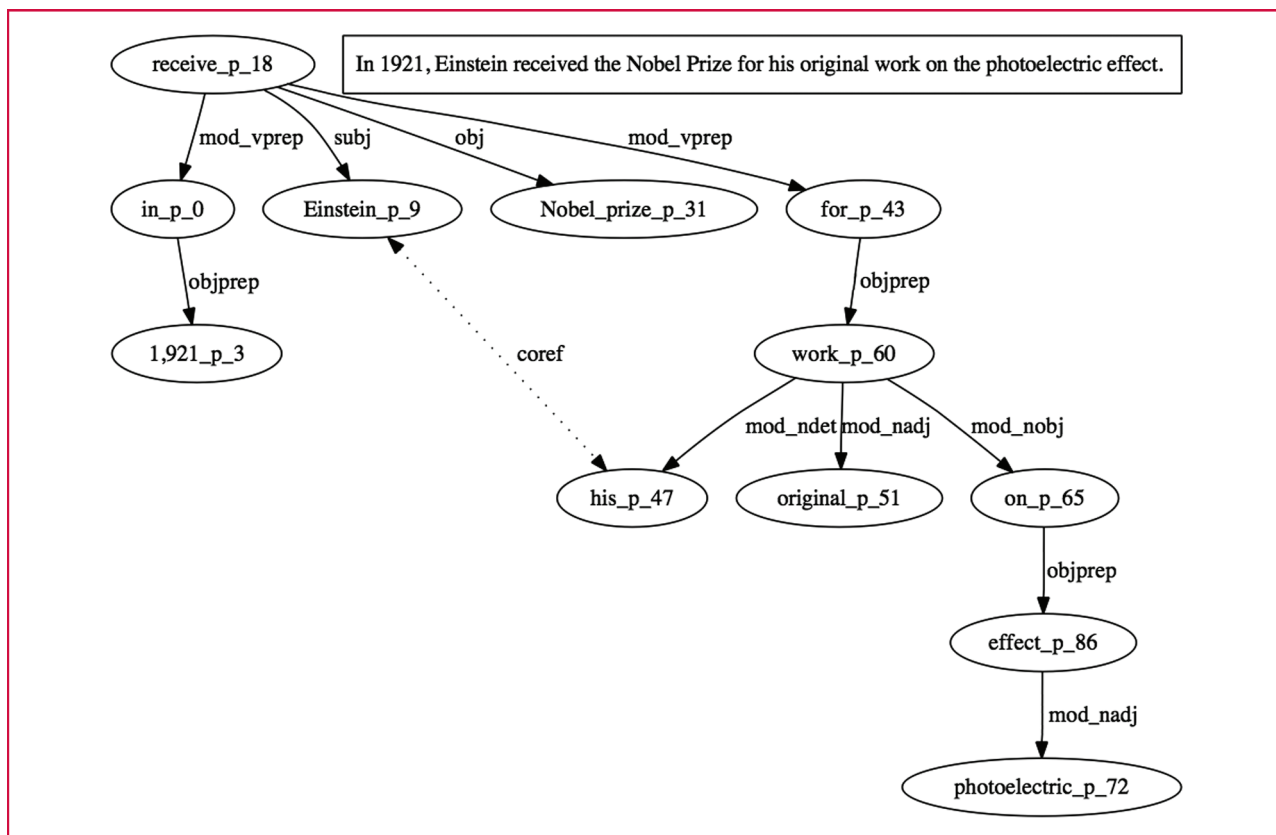 receive_p_18
In 1921, Einstein received the Nobel Prize for his original work on the photoelectric effect.
mod_vprep
subj
obj
mod_vprep
in_p_0
Einstein_p_9
Nobel_prize_p_31
for_p_43
objprep
objprep
1,921_p_3
coref
work_p_60
mod_ndet
mod_nadj
mod_nobj
his_p_47
original_p_51
on_p_65
objprep
effect_p_86
mod_nadj
photoelectric_p_72